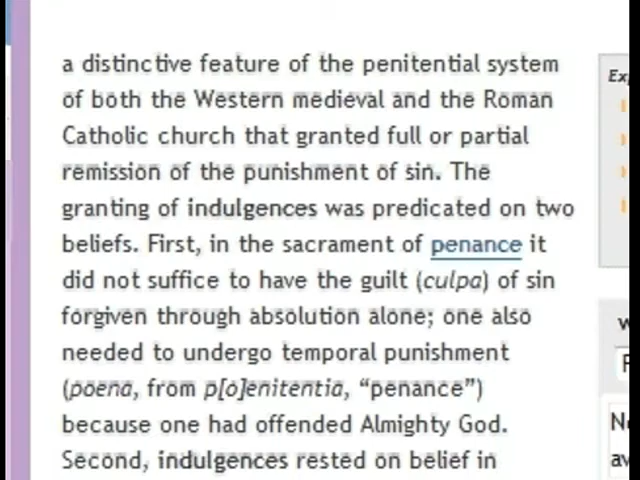 a distinctive feature of the penitential system
of both the Western medieval and the Roman
Catholic church that granted full or partial
remission of the punishment of sin. The
granting of indulgences was predicated on two
beliefs. First, in the sacrament of penance it
did not suffice to have the guilt (culpa) of sin
forgiven through absolution alone; one also
needed to undergo temporal punishment
(poena, from p[o]enitentia, “penance”)
because one had offended Almighty God.
Second, indulgences rested on belief in